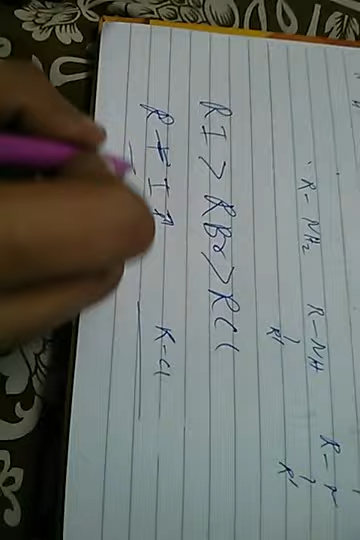 R-NH₂ R-NH R-N
R' R'
RI > RBr > RCl
R-I K-Cl